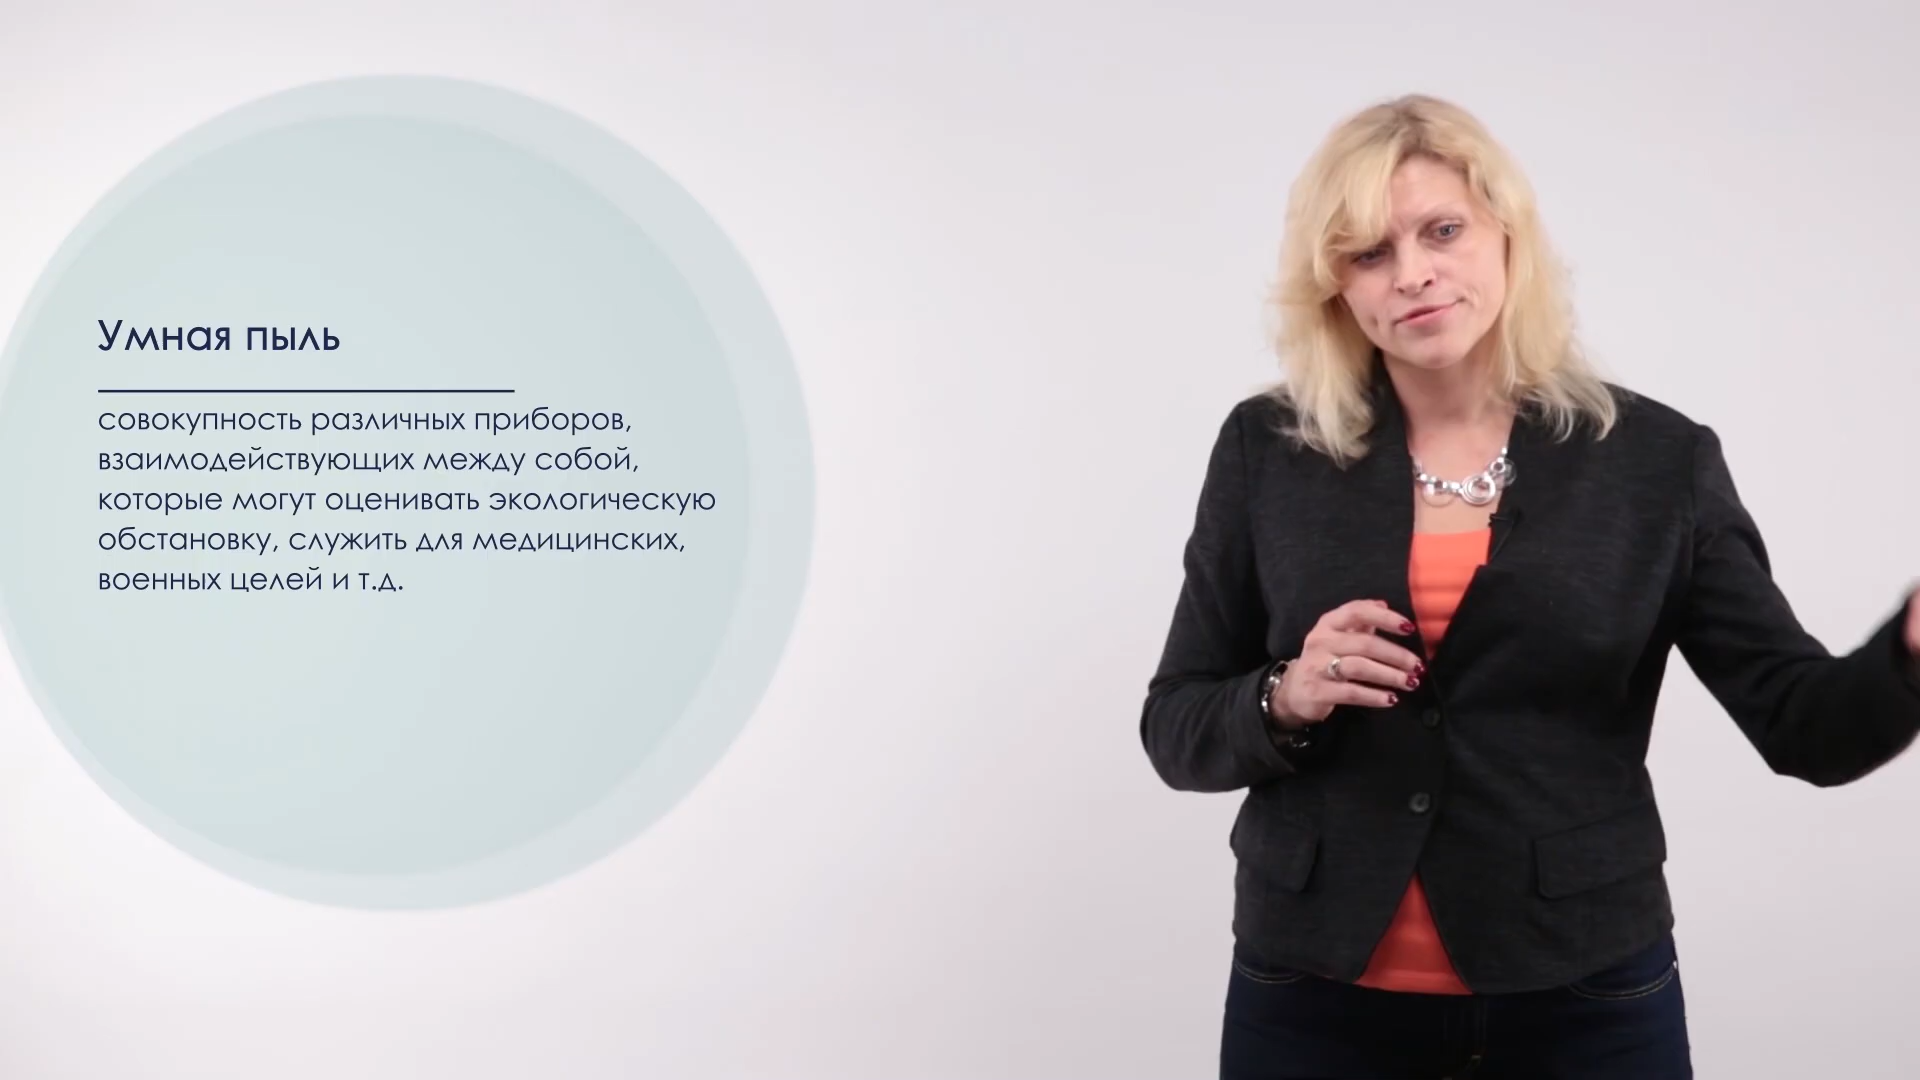 Умная пыль
совокупность различных приборов,
взаимодействующих между собой,
которые могут оценивать экологическую
обстановку, служить для медицинских,
военных целей и т.д.